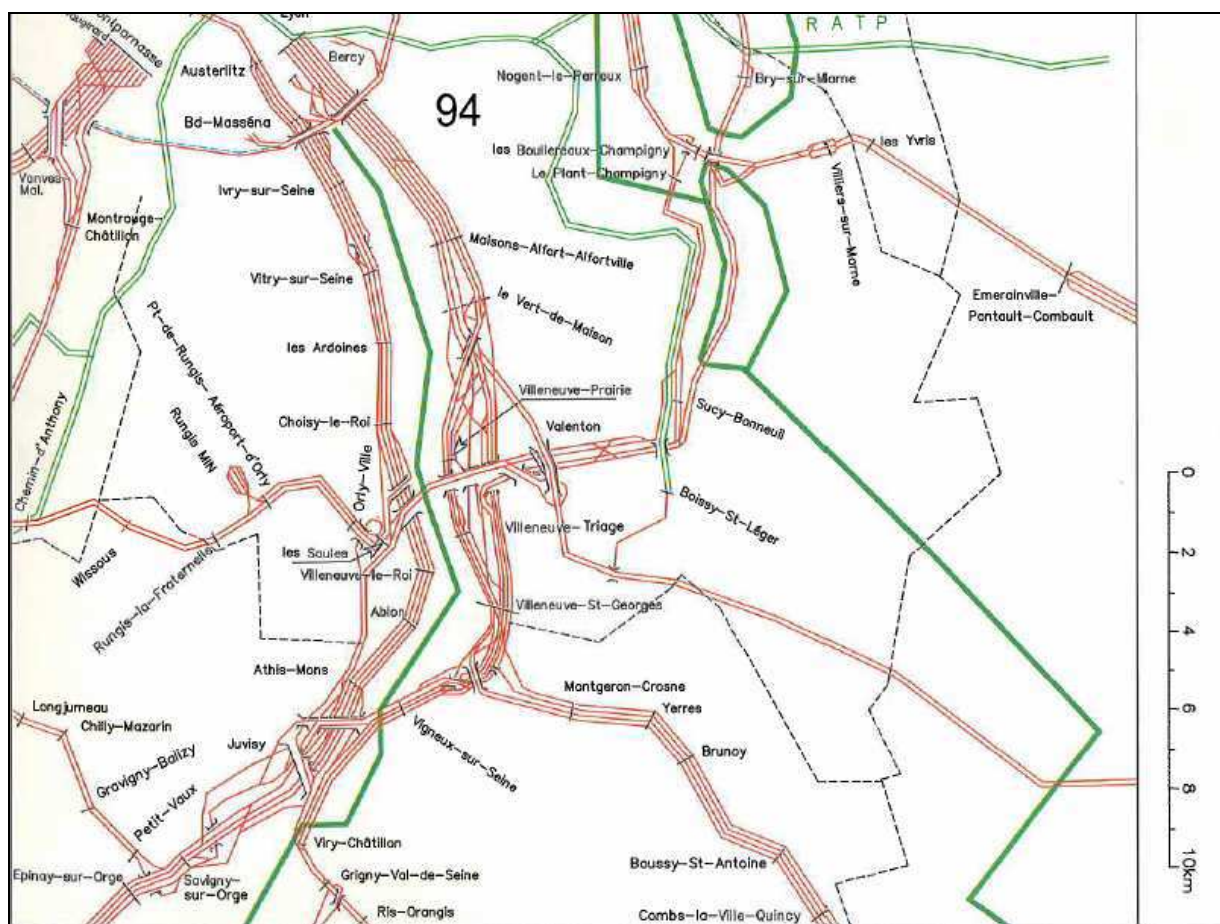 Lyon
RATP
Montparnasse
Vaugirard
Austerlitz
Bercy
Nogent-le-Perreux
Bry-sur-Marne
94
Bd-Masséna
les Yvris
les Boullereaux-Champigny
Le Plant-Champigny
Vanves-
Mal.
Ivry-sur-Seine
Villiers-sur-Marne
Montrouge-
Châtillon
Maisons-Alfort-Alfortville
Vitry-sur-Seine
le Vert-de-Maison
Emerainville-
Pontault-Combault
Pt-de-Rungis-Aéroport-d'Orly
les Ardoines
Villeneuve-Prairie
Chemin-d'Anthony
Rungis MIN
Choisy-le-Roi
Valenton
Sucy-Bonneuil
Orly-Ville
Boissy-St-Léger
0
Wissous
Rungis-la-Fraternelle
les Saules
Villeneuve-Triage
2
Villeneuve-le-Roi
Ablon
Villeneuve-St-Georges
4
Athis-Mons
Montgeron-Crosne
6
Longjumeau
Chilly-Mazarin
Yerres
Vigneux-sur-Seine
Juvisy
Brunoy
Gravigny-Balizy
8
Petit-Vaux
Viry-Châtillon
Boussy-St-Antoine
10km
Epinay-sur-Orge
Savigny-
sur-Orge
Grigny-Val-de-Seine
Ris-Orangis
Combs-la-Ville-Quincy